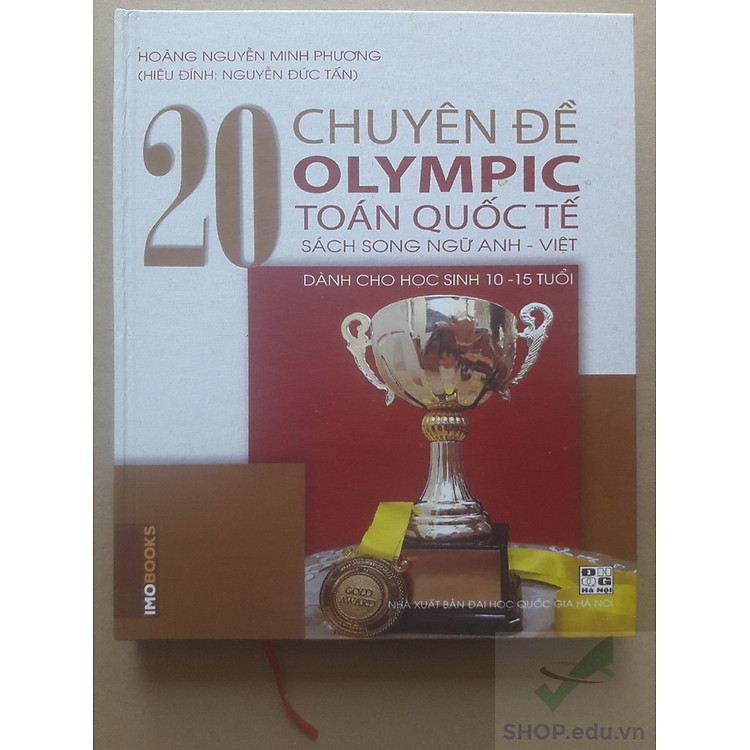 HOÀNG NGUYỄN MINH PHƯƠNG
(HIỆU ĐÍNH: NGUYỄN ĐỨC TẤN)
20 CHUYÊN ĐỀ
OLYMPIC
TOÁN QUỐC TẾ
SÁCH SONG NGỮ ANH - VIỆT
DÀNH CHO HỌC SINH 10 -15 TUỔI
IMOBOOKS
GOLD
AWARD
Hà Nội
NHÀ XUẤT BẢN ĐẠI HỌC QUỐC GIA HÀ NỘI
SHOP.edu.vn